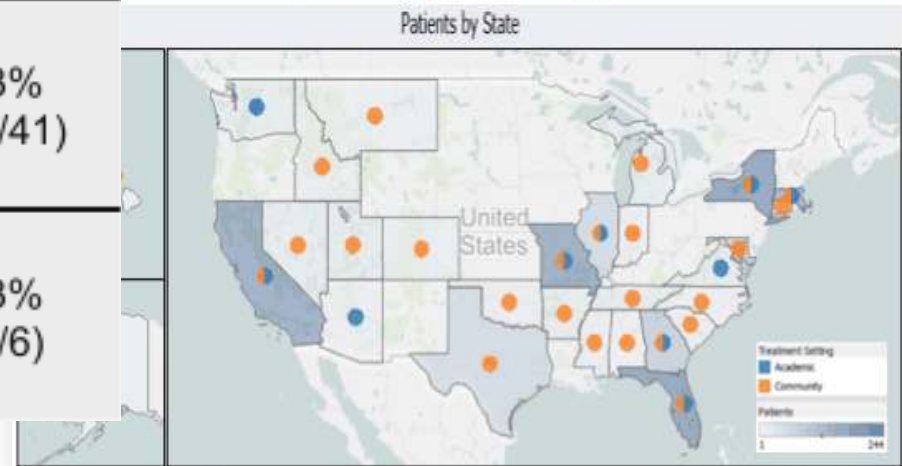 Patients by State
3%
/41)
3%
/6)
United
States
Treatment Setting
Academic
Community
Patients
1 244